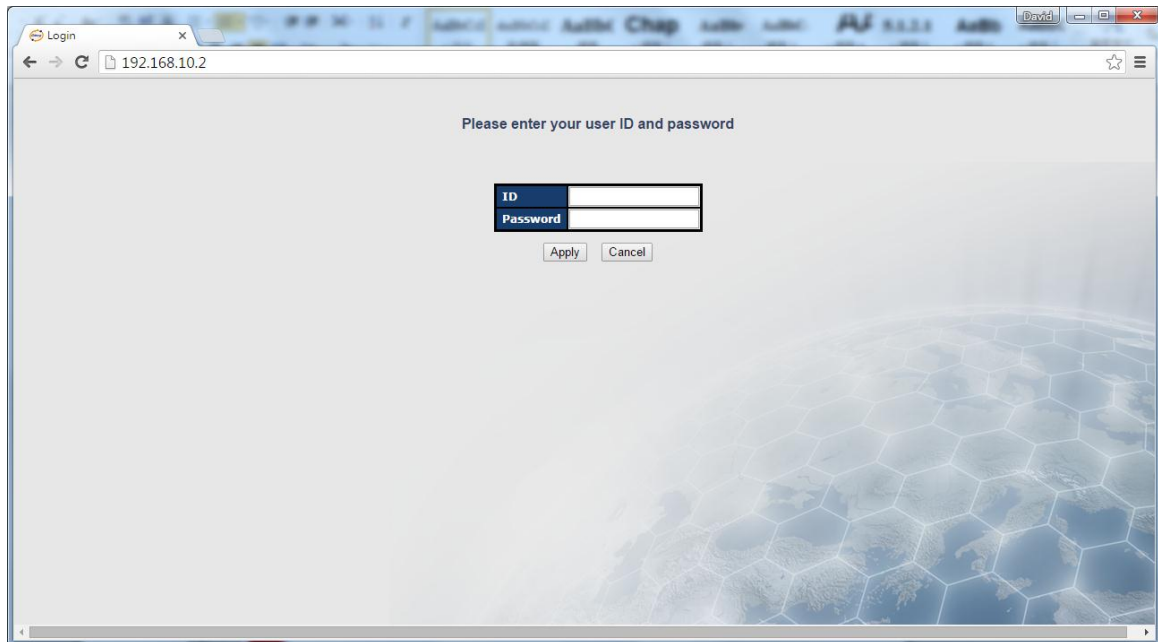 David
Login
192.168.10.2
Please enter your user ID and password
ID
Password
Apply Cancel